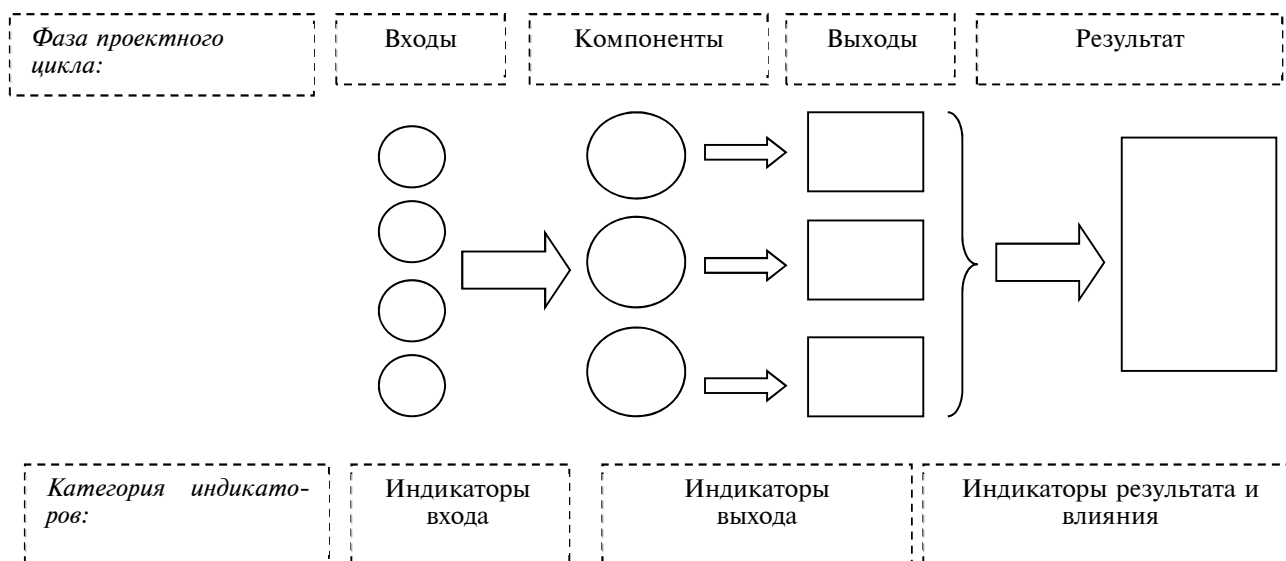 Фаза проектного
цикла:
Входы
Компоненты
Выходы
Результат
Категория индикато-
ров:
Индикаторы
входа
Индикаторы
выхода
Индикаторы результата и
влияния